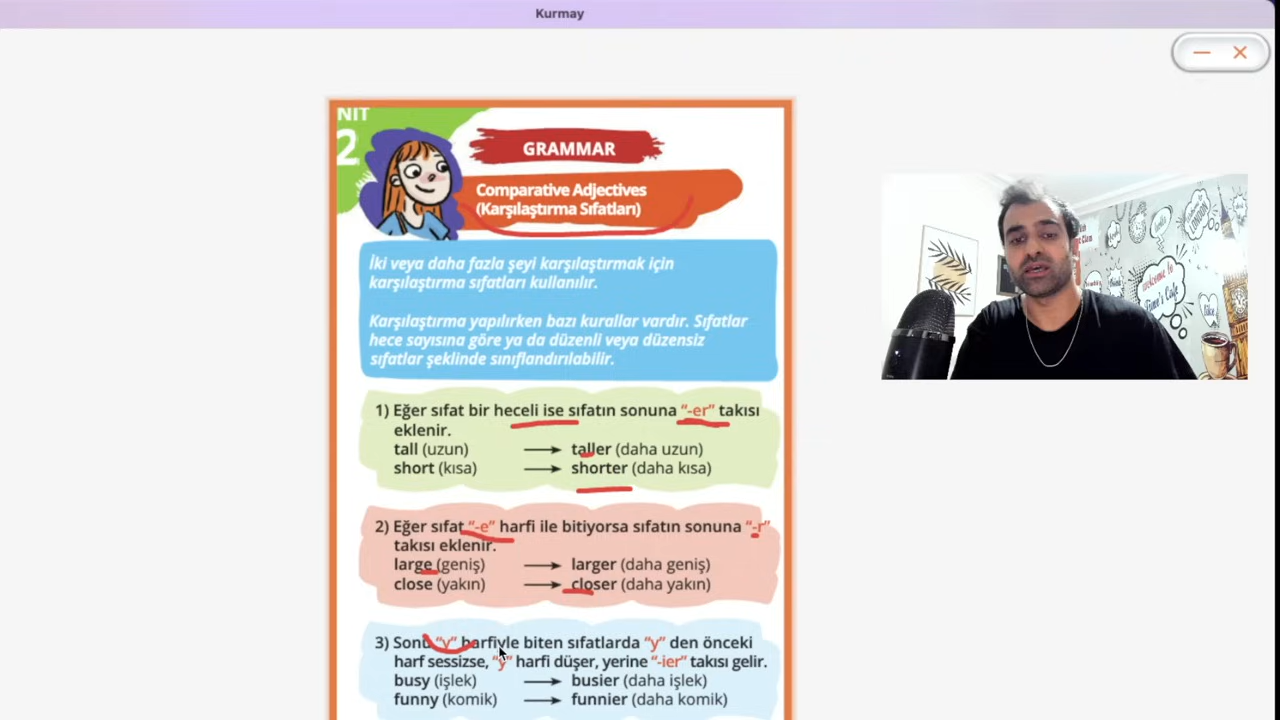 Kurmay
NIT
2
GRAMMAR
Comparative Adjectives
(Karşılaştırma Sıfatları)
İki veya daha fazla şeyi karşılaştırmak için
karşılaştırma sıfatları kullanılır.
Karşılaştırma yapılırken bazı kurallar vardır. Sıfatlar
hece sayısına göre ya da düzenli veya düzensiz
sıfatlar şeklinde sınıflandırılabilir.
1) Eğer sıfat bir heceli ise sıfatın sonuna "-er" takısı
eklenir.
tall (uzun) → taller (daha uzun)
short (kısa) → shorter (daha kısa)
2) Eğer sıfat "-e" harfi ile bitiyorsa sıfatın sonuna "-r"
takısı eklenir.
large (geniş) → larger (daha geniş)
close (yakın) → closer (daha yakın)
3) Sonu "y" harfiyle biten sıfatlarda "y" den önceki
harf sessizse, "y" harfi düşer, yerine "-ier" takısı gelir.
busy (işlek) → busier (daha işlek)
funny (komik) → funnier (daha komik)
welcome to
Time's Cafe
like